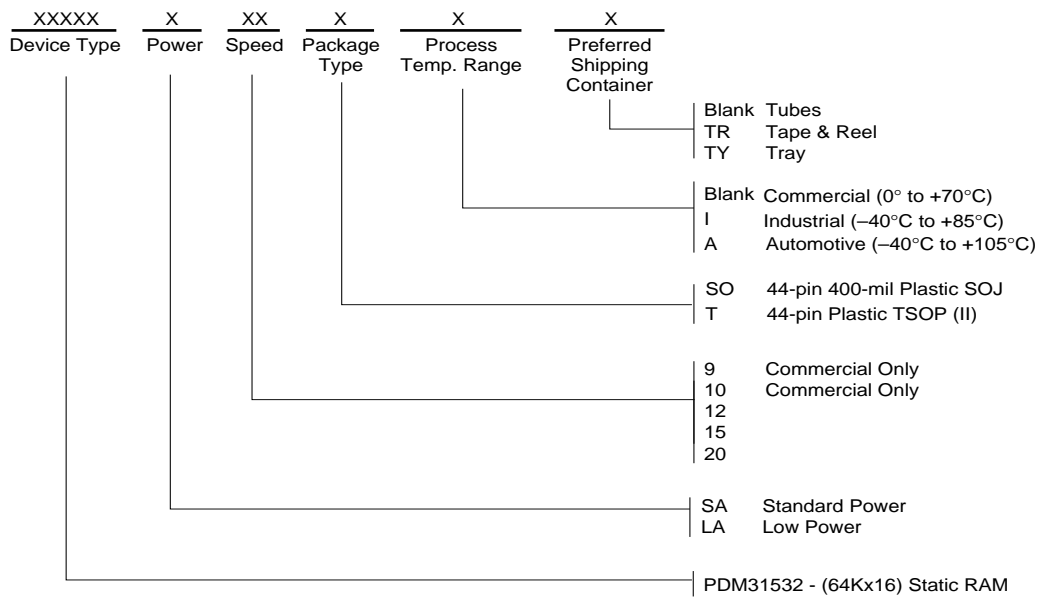 XXXXX X XX X X X
Device Type Power Speed Package Process Preferred
Type Temp. Range Shipping
Container
Blank Tubes
TR Tape & Reel
TY Tray
Blank Commercial (0° to +70°C)
I Industrial (–40°C to +85°C)
A Automotive (–40°C to +105°C)
SO 44-pin 400-mil Plastic SOJ
T 44-pin Plastic TSOP (II)
9 Commercial Only
10 Commercial Only
12
15
20
SA Standard Power
LA Low Power
PDM31532 - (64Kx16) Static RAM